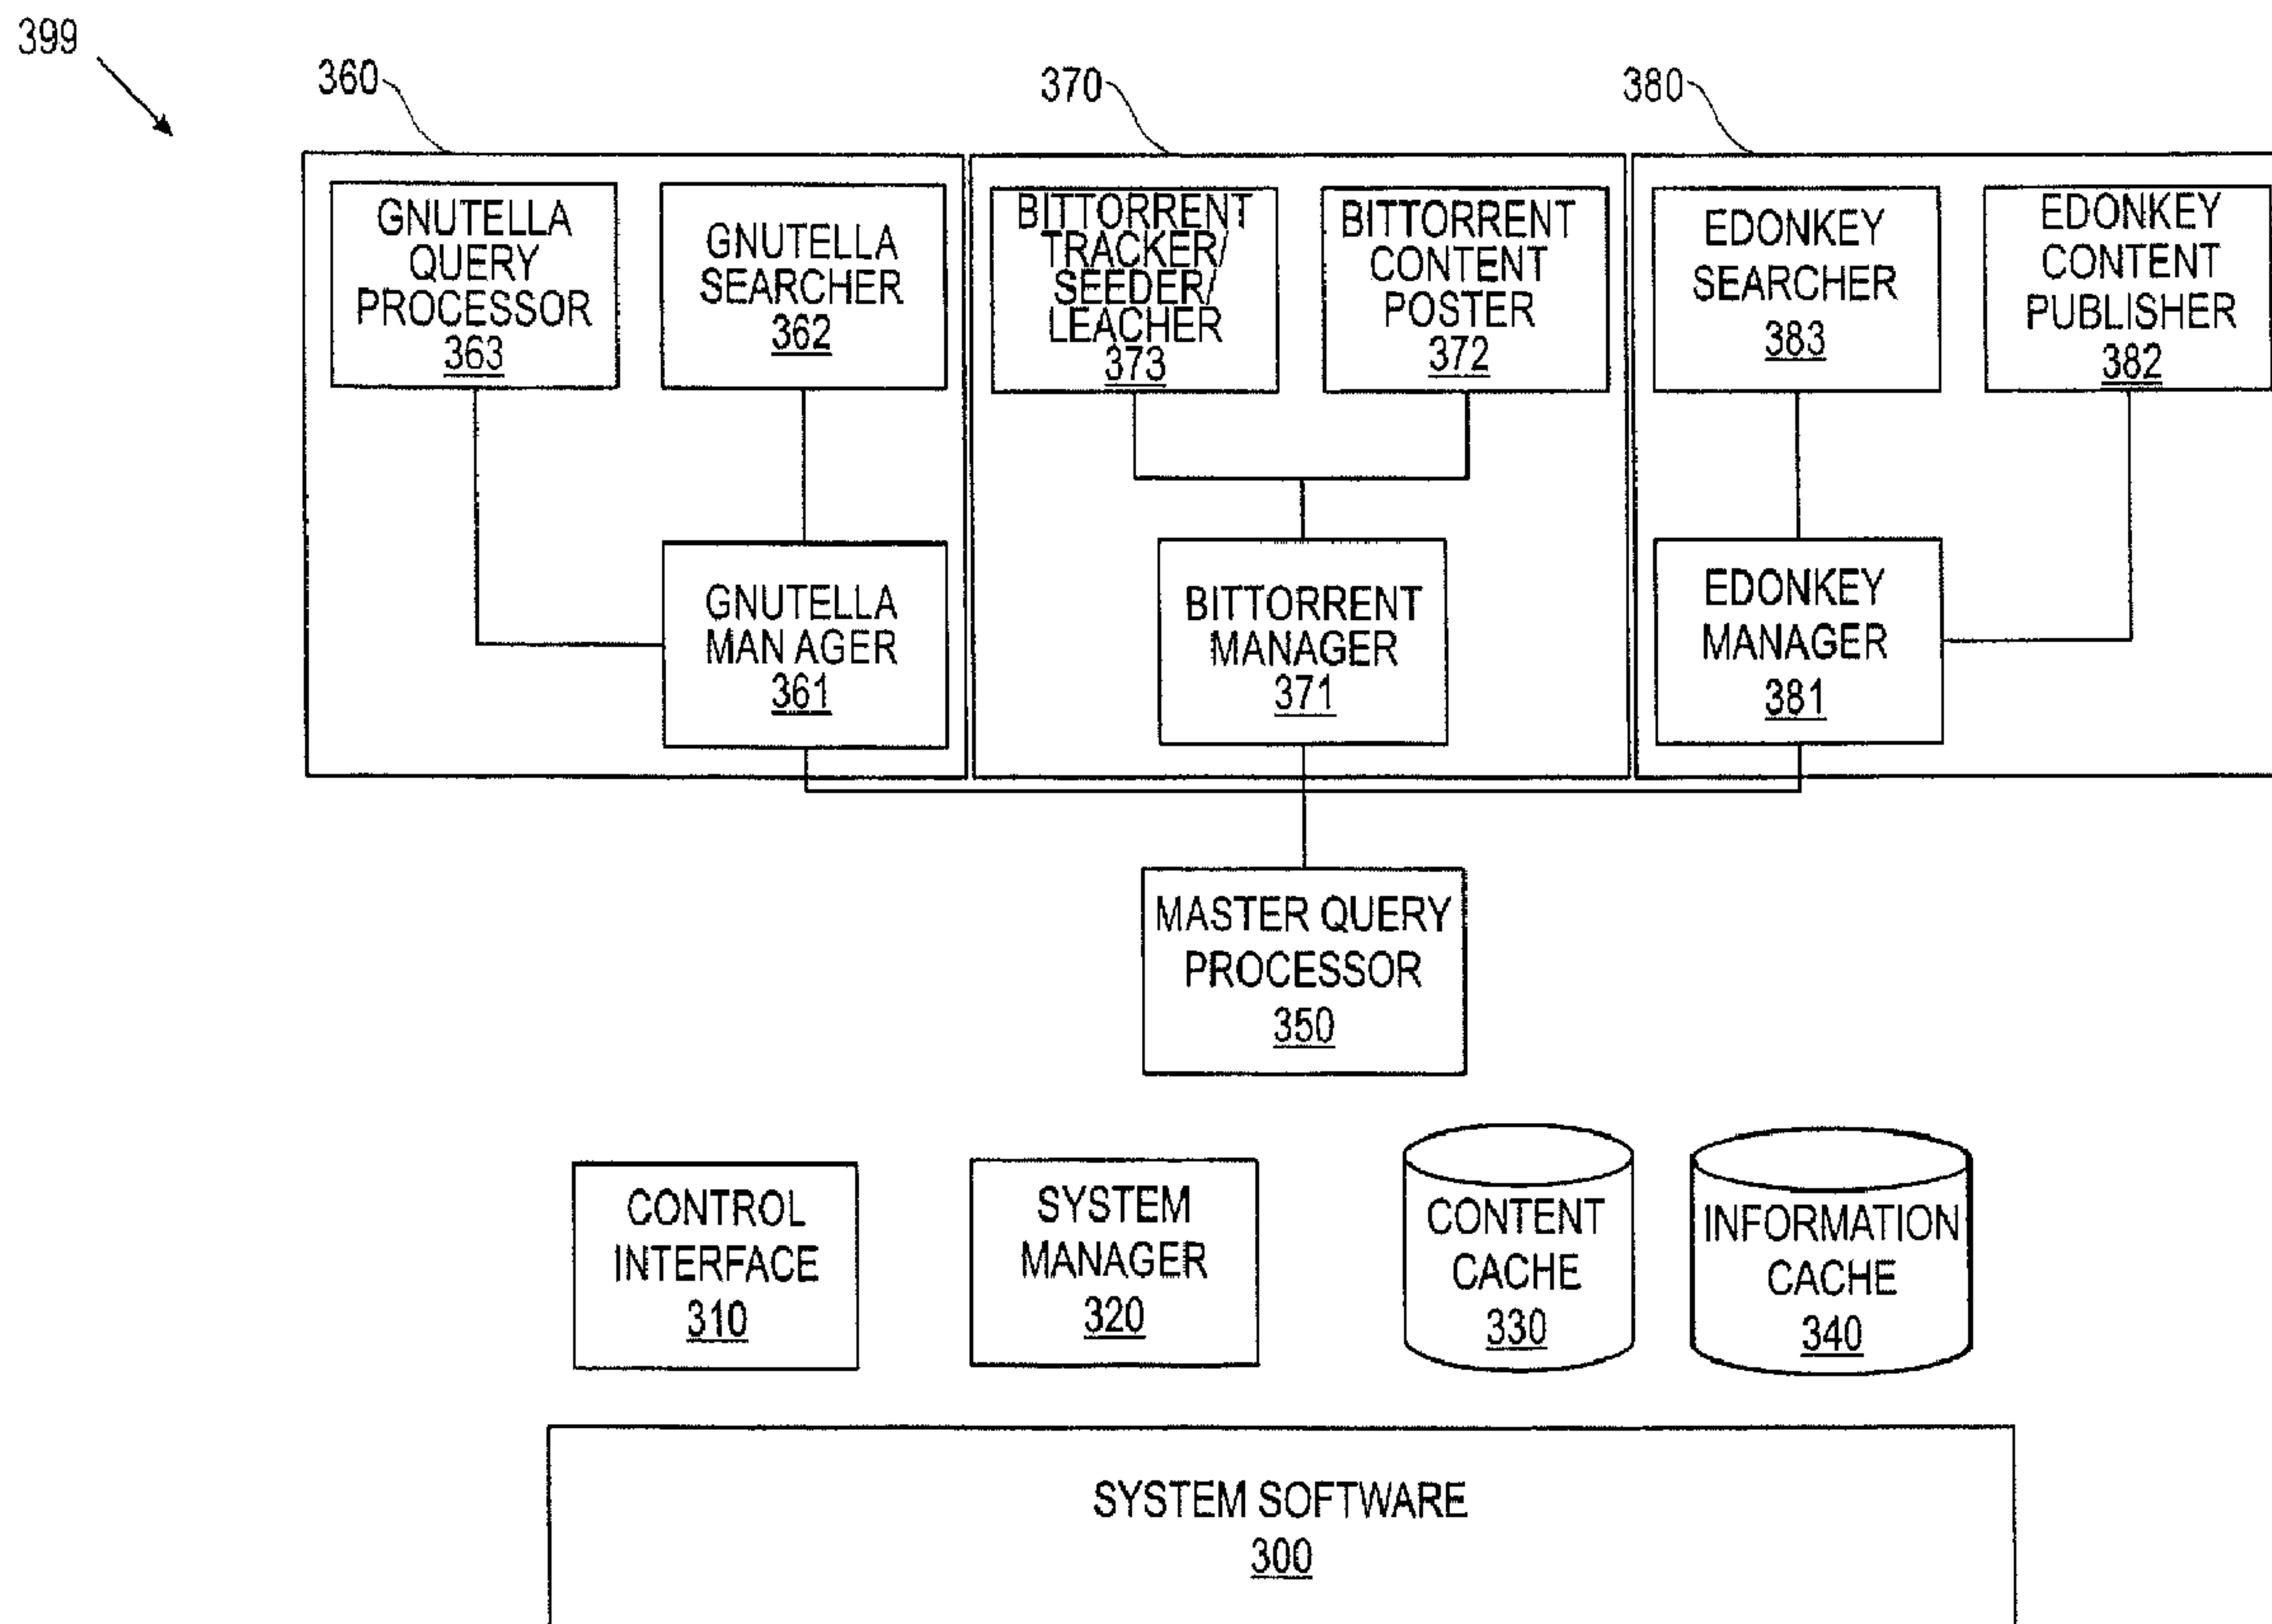 399
360
370
380
GNUTELLA
QUERY
PROCESSOR
363
GNUTELLA
SEARCHER
362
BITTORRENT
TRACKER/
SEEDER/
LEACHER
373
BITTORRENT
CONTENT
POSTER
372
EDONKEY
SEARCHER
383
EDONKEY
CONTENT
PUBLISHER
382
GNUTELLA
MAN AGER
361
BITTORRENT
MANAGER
371
EDONKEY
MANAGER
381
MASTER QUERY
PROCESSOR
350
CONTROL
INTERFACE
310
SYSTEM
MANAGER
320
CONTENT
CACHE
330
INFORMATION
CACHE
340
SYSTEM SOFTWARE
300